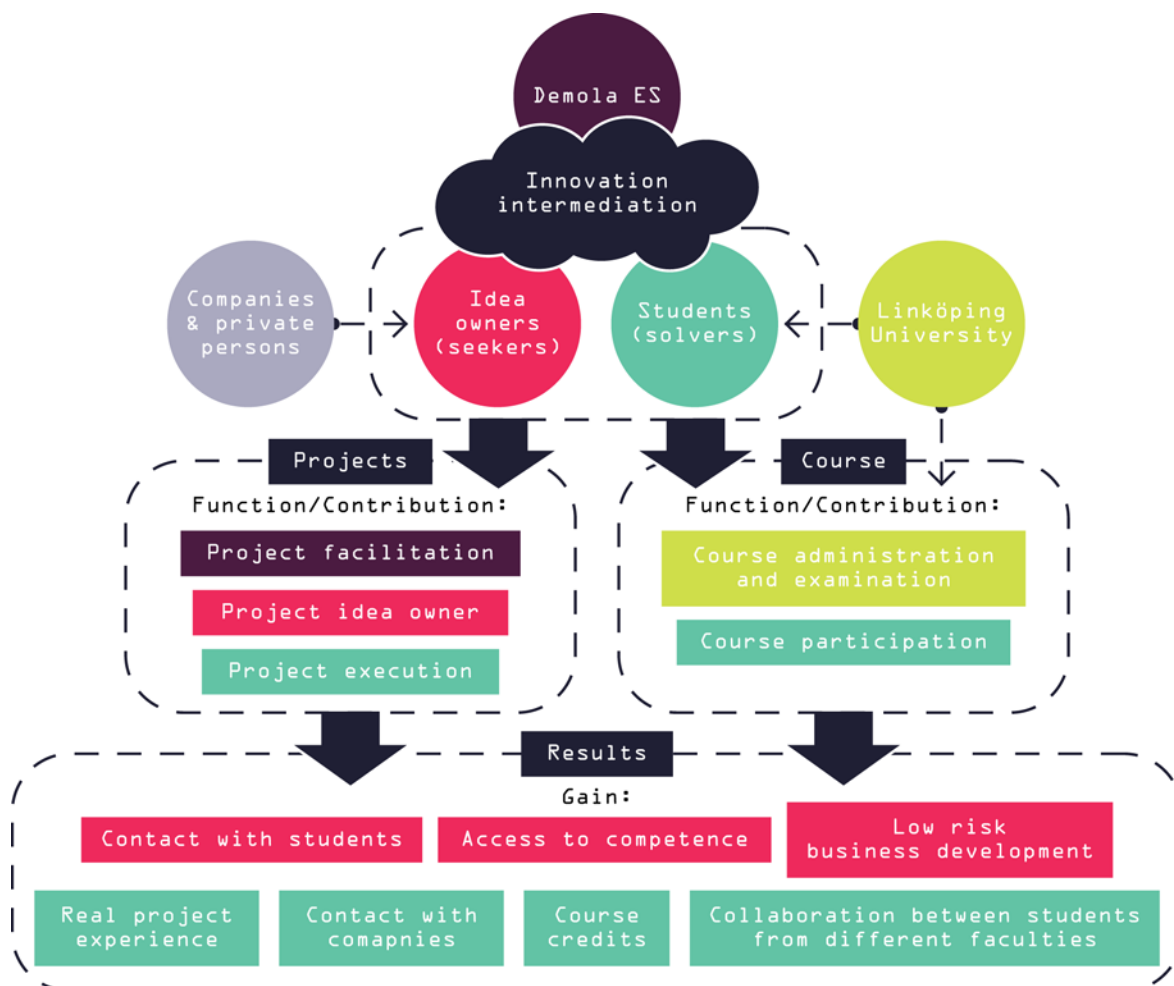 Demola ES
Innovation
intermediation
Companies
& private
persons
Idea
owners
(seekers)
Students
(solvers)
Linköping
University
Projects
Function/Contribution:
Project facilitation
Project idea owner
Project execution
Course
Function/Contribution:
Course administration
and examination
Course participation
Results
Gain:
Contact with students
Access to competence
Low risk
business development
Real project
experience
Contact with
comapnies
Course
credits
Collaboration between students
from different faculties